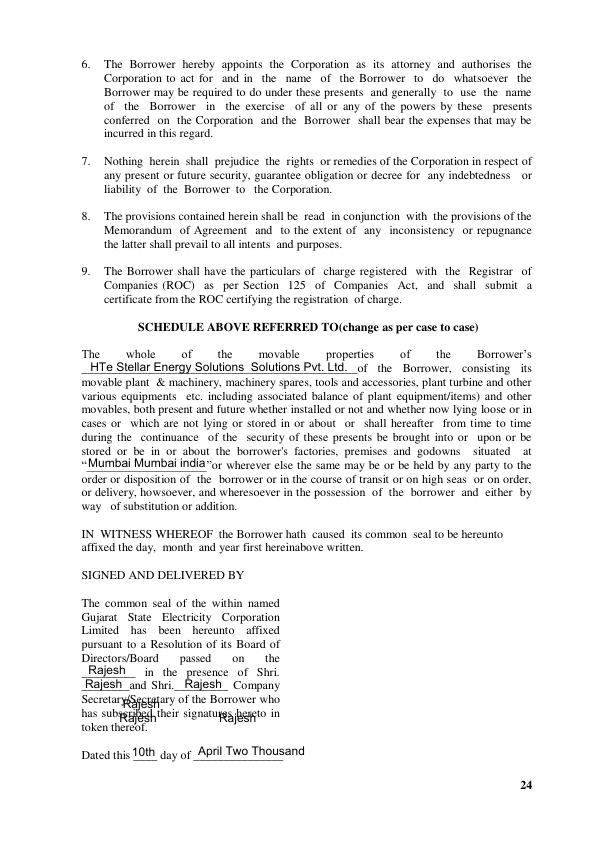 6. The Borrower hereby appoints the Corporation as its attorney and authorises the
Corporation to act for and in the name of the Borrower to do whatsoever the
Borrower may be required to do under these presents and generally to use the name
of the Borrower in the exercise of all or any of the powers by these presents
conferred on the Corporation and the Borrower shall bear the expenses that may be
incurred in this regard.
7. Nothing herein shall prejudice the rights or remedies of the Corporation in respect of
any present or future security, guarantee obligation or decree for any indebtedness or
liability of the Borrower to the Corporation.
8. The provisions contained herein shall be read in conjunction with the provisions of the
Memorandum of Agreement and to the extent of any inconsistency or repugnance
the latter shall prevail to all intents and purposes.
9. The Borrower shall have the particulars of charge registered with the Registrar of
Companies (ROC) as per Section 125 of Companies Act, and shall submit a
certificate from the ROC certifying the registration of charge.
SCHEDULE ABOVE REFERRED TO(change as per case to case)
The whole of the movable properties of the Borrower's
HTe Stellar Energy Solutions Solutions Pvt. Ltd. of the Borrower, consisting its
movable plant & machinery, machinery spares, tools and accessories, plant turbine and other
various equipments etc. including associated balance of plant equipment/items) and other
movables, both present and future whether installed or not and whether now lying loose or in
cases or which are not lying or stored in or about or shall hereafter from time to time
during the continuance of the security of these presents be brought into or upon or be
stored or be in or about the borrower's factories, premises and godowns situated at
“Mumbai Mumbai india”or wherever else the same may be or be held by any party to the
order or disposition of the borrower or in the course of transit or on high seas or on order,
or delivery, howsoever, and wheresoever in the possession of the borrower and either by
way of substitution or addition.
IN WITNESS WHEREOF the Borrower hath caused its common seal to be hereunto
affixed the day, month and year first hereinabove written.
SIGNED AND DELIVERED BY
The common seal of the within named
Gujarat State Electricity Corporation
Limited has been hereunto affixed
pursuant to a Resolution of its Board of
Directors/Board passed on the
Rajesh in the presence of Shri.
Rajesh and Shri. Rajesh Company
Secretary/Secretary of the Borrower who
Rajesh
has subscribed their signatures hereto in
Rajesh Rajesh
token thereof.
Dated this 10th day of April Two Thousand
24